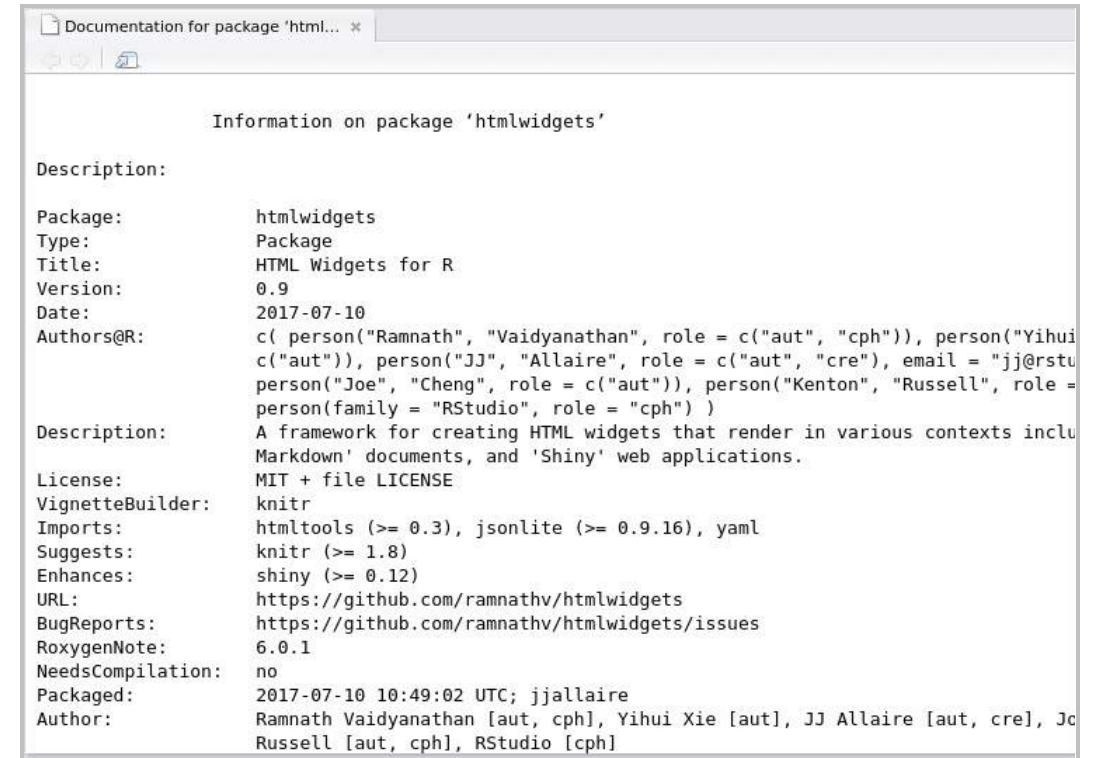 Documentation for package ‘html... ×
Information on package ‘htmlwidgets’
Description:
Package: htmlwidgets
Type: Package
Title: HTML Widgets for R
Version: 0.9
Date: 2017-07-10
Authors@R: c( person("Ramnath", "Vaidyanathan", role = c("aut", "cph")), person("Yihui
c("aut")), person("JJ", "Allaire", role = c("aut", "cre"), email = "jj@rstu
person("Joe", "Cheng", role = c("aut")), person("Kenton", "Russell", role =
person(family = "RStudio", role = "cph") )
Description: A framework for creating HTML widgets that render in various contexts inclu
Markdown' documents, and 'Shiny' web applications.
License: MIT + file LICENSE
VignetteBuilder: knitr
Imports: htmltools (>= 0.3), jsonlite (>= 0.9.16), yaml
Suggests: knitr (>= 1.8)
Enhances: shiny (>= 0.12)
URL: https://github.com/ramnathv/htmlwidgets
BugReports: https://github.com/ramnathv/htmlwidgets/issues
RoxygenNote: 6.0.1
NeedsCompilation: no
Packaged: 2017-07-10 10:49:02 UTC; jjallaire
Author: Ramnath Vaidyanathan [aut, cph], Yihui Xie [aut], JJ Allaire [aut, cre], Jo
Russell [aut, cph], RStudio [cph]